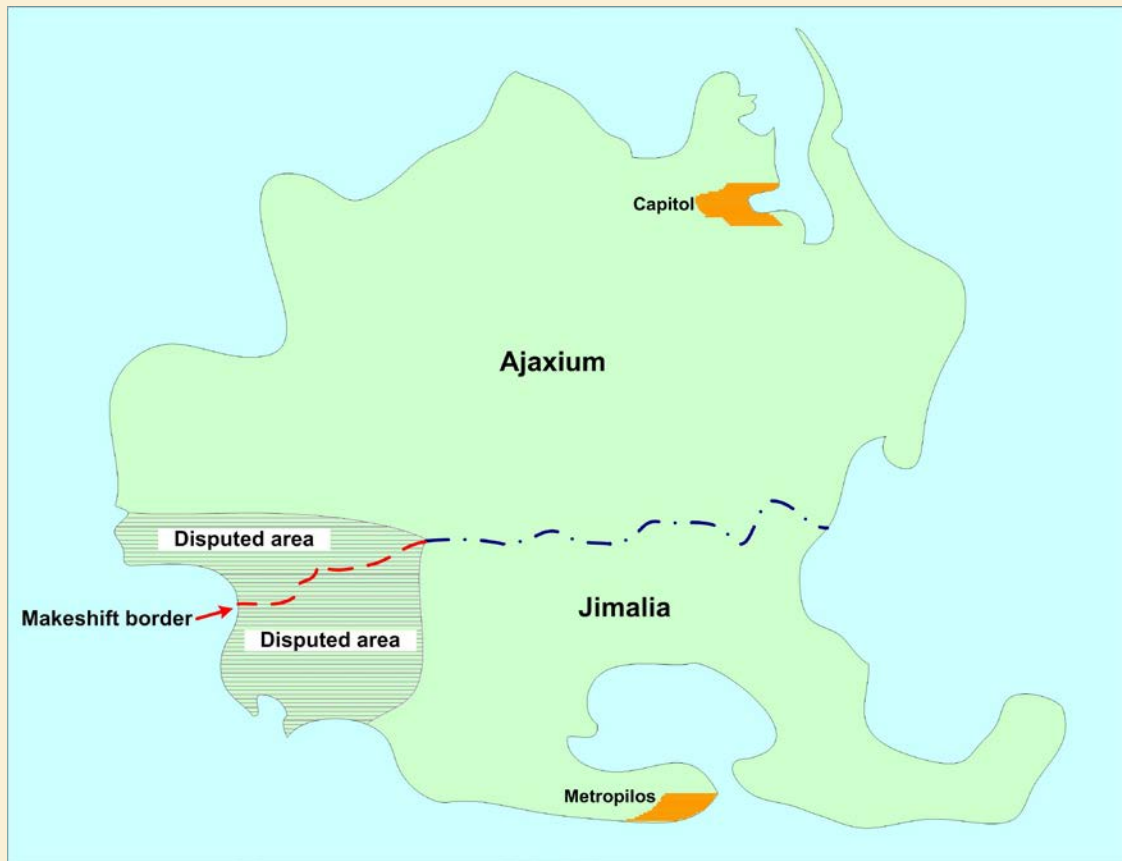 Capitol
Ajaxium
Disputed area
Jimalia
Makeshift border
Disputed area
Metropilos